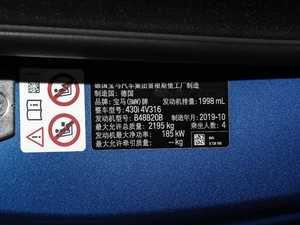 德国宝马汽车集团雷根斯堡工厂制造
制造国：德国
品牌：宝马(BMW)牌 发动机排量：1998 mL
整车型号：430i 4V316
发动机型号：B48B20B 制造年月：2019-10
最大允许总质量：2195 kg 乘坐人数：4
发动机最大净功率：185 kW
最大允许牵引质量：-- kg